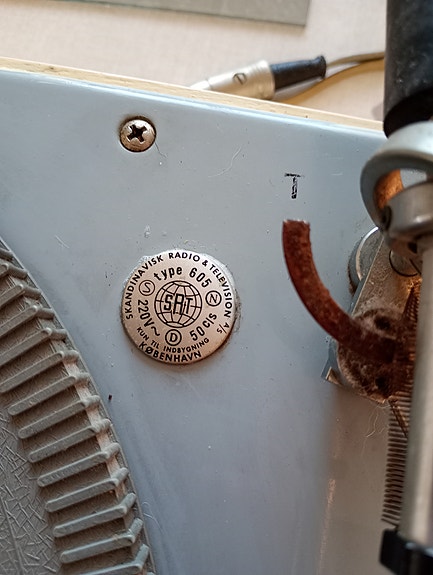 T
SKANDINAVISK RADIO & TELEVISION A/S
type 605
S N
SRT
220V~ 50 c/s
D
KUN TIL INDBYGNING
KØBENHAVN